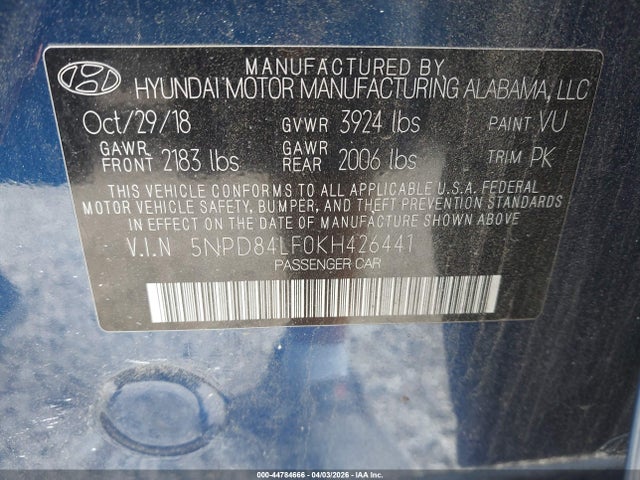 MANUFACTURED BY
HYUNDAI MOTOR MANUFACTURING ALABAMA, LLC
Oct/29/18 GVWR 3924 lbs PAINT VU
GAWR FRONT 2183 lbs GAWR REAR 2006 lbs TRIM PK
THIS VEHICLE CONFORMS TO ALL APPLICABLE U.S.A. FEDERAL
MOTOR VEHICLE SAFETY, BUMPER, AND THEFT PREVENTION STANDARDS
IN EFFECT ON THE DATE OF MANUFACTURE SHOWN ABOVE.
V.I.N 5NPD84LF0KH426441
PASSENGER CAR
000-44784666 - 04/03/2026 - IAA Inc.